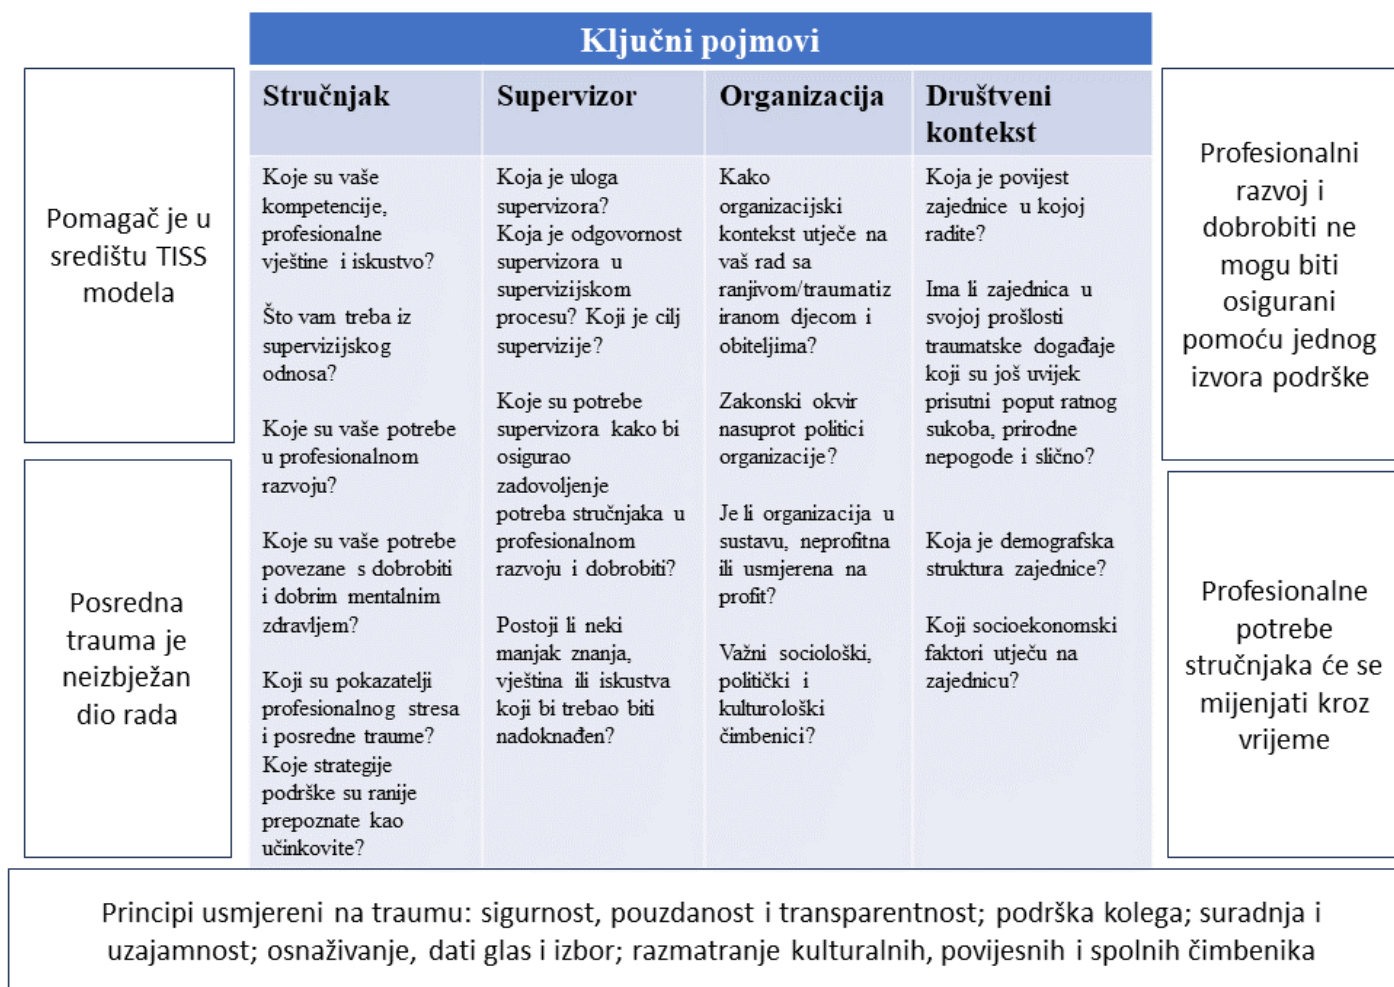 Ključni pojmovi
Pomagač je u
središtu TISS
modela
Posredna
trauma je
neizbježan
dio rada
Stručnjak
Koje su vaše
kompetencije,
profesionalne
vještine i iskustvo?
Što vam treba iz
supervizijskog
odnosa?
Koje su vaše potrebe
u profesionalnom
razvoju?
Koje su vaše potrebe
povezane s dobrobiti
i dobrim mentalnim
zdravljem?
Koji su pokazatelji
profesionalnog stresa
i posredne traume?
Koje strategije
podrške su ranije
prepoznate kao
učinkovite?
Supervizor
Koja je uloga
supervizora?
Koja je odgovornost
supervizora u
supervizijskom
procesu? Koji je cilj
supervizije?
Koje su potrebe
supervizora kako bi
osigurao
zadovoljenje
potreba stručnjaka u
profesionalnom
razvoju i dobrobiti?
Postoji li neki
manjak znanja,
vještina ili iskustva
koji bi trebao biti
nadoknađen?
Organizacija
Kako
organizacijski
kontekst utječe na
vaš rad sa
ranjivom/traumatiz
iranom djecom i
obiteljima?
Zakonski okvir
nasuprot politici
organizacije?
Je li organizacija u
sustavu, neprofitna
ili usmjerena na
profit?
Važni sociološki,
politički i
kulturološki
čimbenici?
Društveni
kontekst
Koja je povijest
zajednice u kojoj
radite?
Ima li zajednica u
svojoj prošlosti
traumatske događaje
koji su još uvijek
prisutni poput ratnog
sukoba, prirodne
nepogode i slično?
Koja je demografska
struktura zajednice?
Koji socioekonomski
faktori utječu na
zajednicu?
Profesionalni
razvoj i
dobrobiti ne
mogu biti
osigurani
pomoću jednog
izvora podrške
Profesionalne
potrebe
stručnjaka će se
mijenjati kroz
vrijeme
Principi usmjereni na traumu: sigurnost, pouzdanost i transparentnost; podrška kolega; suradnja i
uzajamnost; osnaživanje, dati glas i izbor; razmatranje kulturalnih, povijesnih i spolnih čimbenika